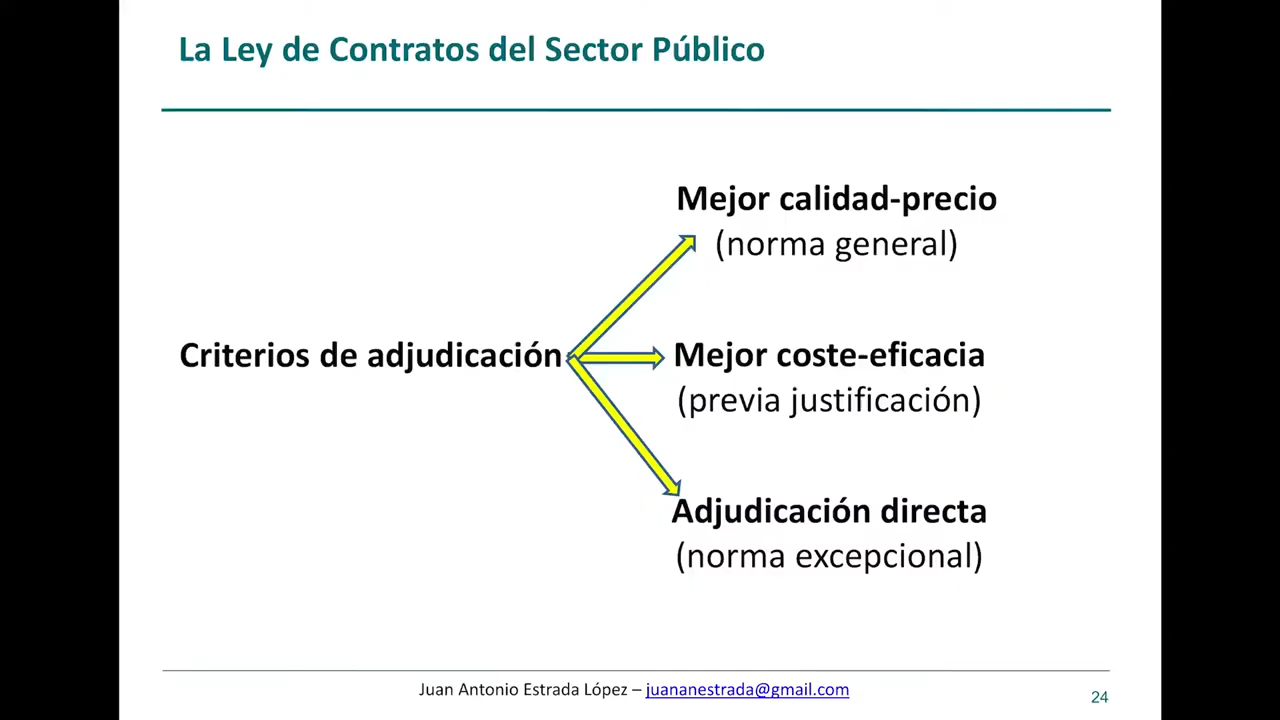 La Ley de Contratos del Sector Público
Mejor calidad-precio
(norma general)
Criterios de adjudicación
Mejor coste-eficacia
(previa justificación)
Adjudicación directa
(norma excepcional)
Juan Antonio Estrada López – juananestrada@gmail.com
24